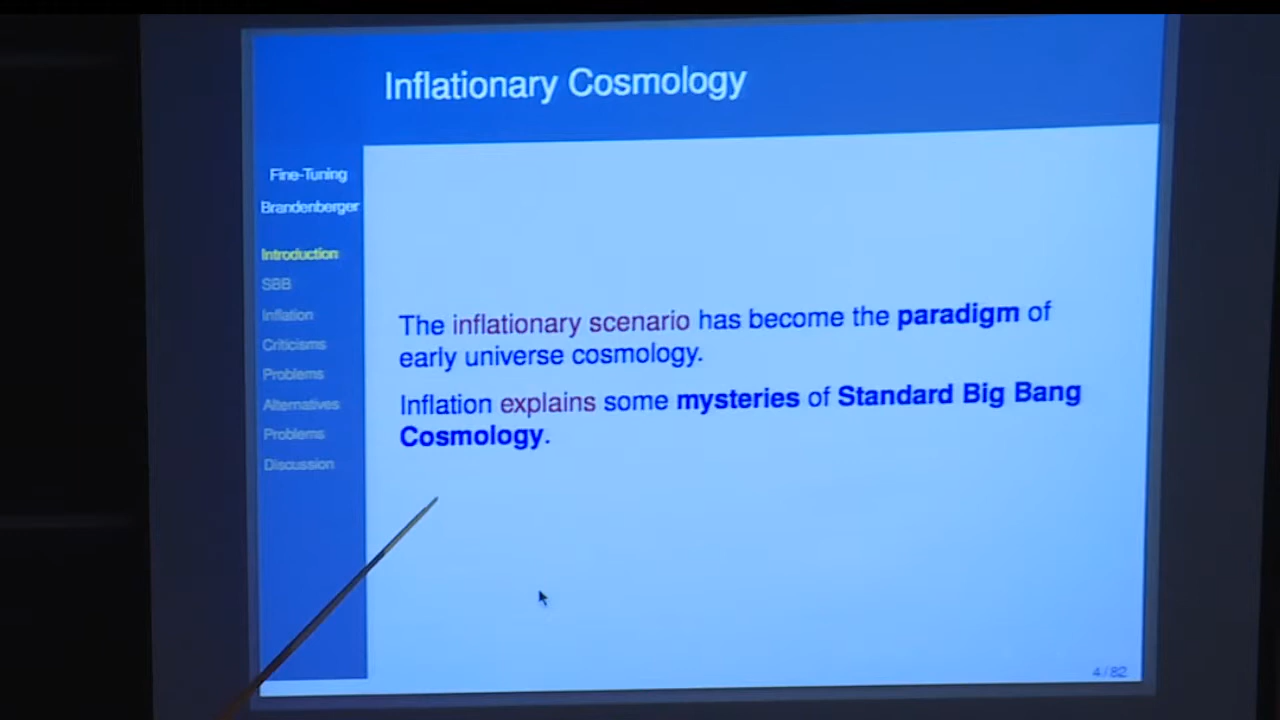 Inflationary Cosmology
Fine-Tuning
Brandenberger
Introduction
SBB
Inflation
Criticisms
Problems
Alternatives
Problems
Discussion
The inflationary scenario has become the paradigm of
early universe cosmology.
Inflation explains some mysteries of Standard Big Bang
Cosmology.
4 / 82